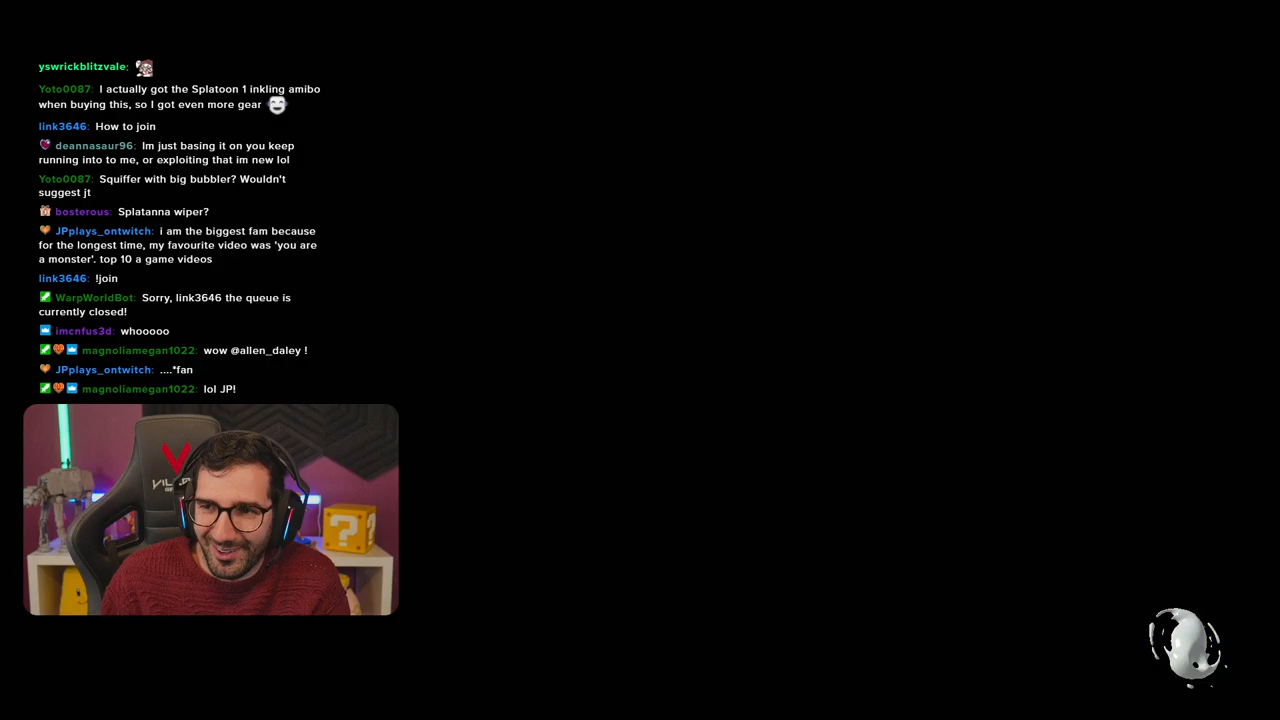 yswrickblitzvale:
Yoto0087: I actually got the Splatoon 1 inkling amibo
when buying this, so I got even more gear
link3646: How to join
deannasaur96: Im just basing it on you keep
running into to me, or exploiting that im new lol
Yoto0087: Squiffer with big bubbler? Wouldn't
suggest jt
bosterous: Splatanna wiper?
JPplays_ontwitch: i am the biggest fam because
for the longest time, my favourite video was 'you are
a monster'. top 10 a game videos
link3646: !join
WarpWorldBot: Sorry, link3646 the queue is
currently closed!
imcnfus3d: whooooo
magnoliamegan1022: wow @allen_daley !
JPplays_ontwitch: ....*fan
magnoliamegan1022: lol JP!